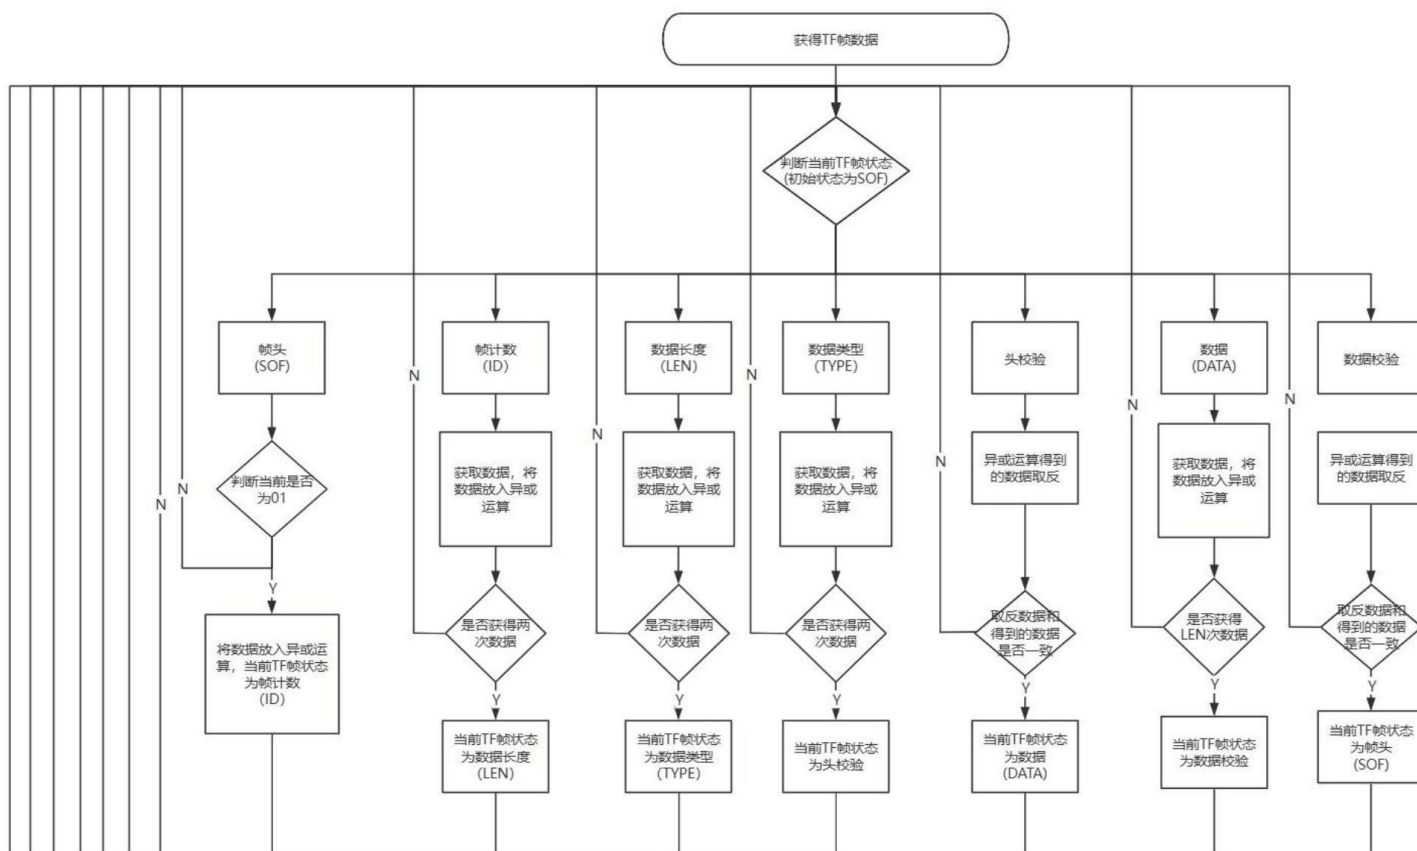 获得TF帧数据
判断当前TF帧状态
(初始状态为SOF)
帧头
(SOF)
帧计数
(ID)
数据长度
(LEN)
数据类型
(TYPE)
头校验
数据
(DATA)
数据校验
N
N
N
N
N
N
N
N
判断当前是否
为01
获取数据，将
数据放入异或
运算
获取数据，将
数据放入异或
运算
获取数据，将
数据放入异或
运算
异或运算得到
的数据取反
获取数据，将
数据放入异或
运算
异或运算得到
的数据取反
Y
是否获得两
次数据
是否获得两
次数据
是否获得两
次数据
取反数据和
得到的数据
是否一致
是否获得
LEN次数据
取反数据和
得到的数据
是否一致
将数据放入异或运
算，当前TF帧状态
为帧计数
(ID)
Y
Y
Y
Y
Y
Y
当前TF帧状态
为数据长度
(LEN)
当前TF帧状态
为数据类型
(TYPE)
当前TF帧状态
为头校验
当前TF帧状态
为数据
(DATA)
当前TF帧状态
为数据校验
当前TF帧状态
为帧头
(SOF)